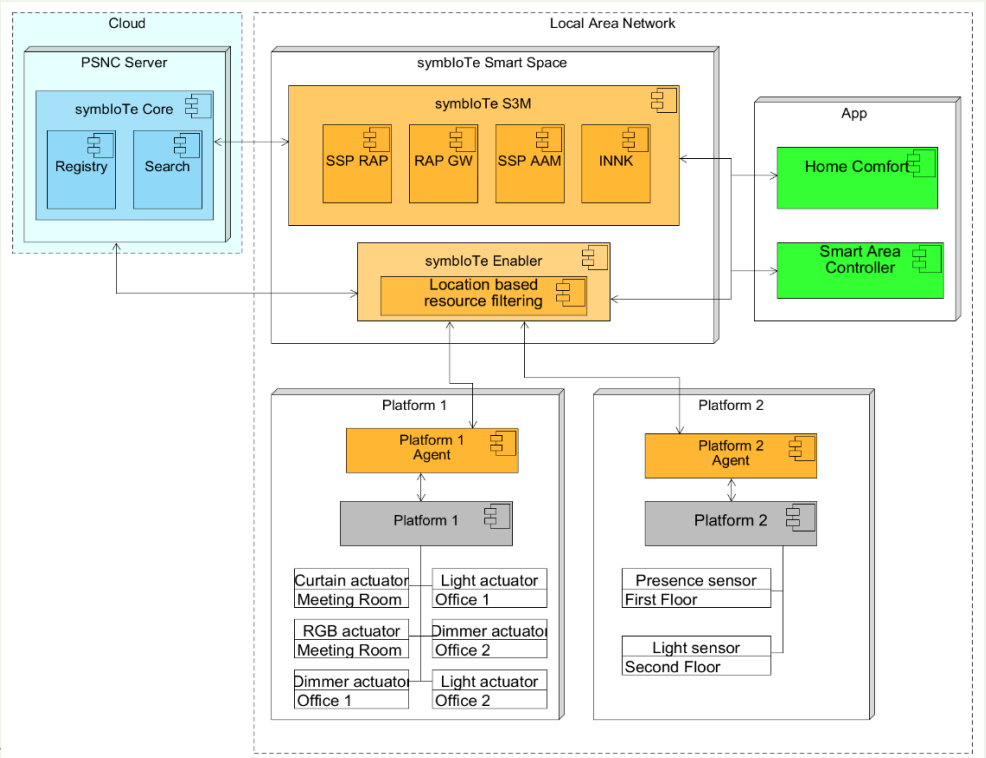 Cloud
Local Area Network
PSNC Server
symbIoTe Core
Registry
Search
symbIoTe Smart Space
symbIoTe S3M
SSP RAP
RAP GW
SSP AAM
INNK
symbIoTe Enabler
Location based
resource filtering
App
Home Comfort
Smart Area
Controller
Platform 1
Platform 1
Agent
Platform 1
Curtain actuator
Meeting Room
Light actuator
Office 1
RGB actuator
Meeting Room
Dimmer actuator
Office 2
Dimmer actuator
Office 1
Light actuator
Office 2
Platform 2
Platform 2
Agent
Platform 2
Presence sensor
First Floor
Light sensor
Second Floor